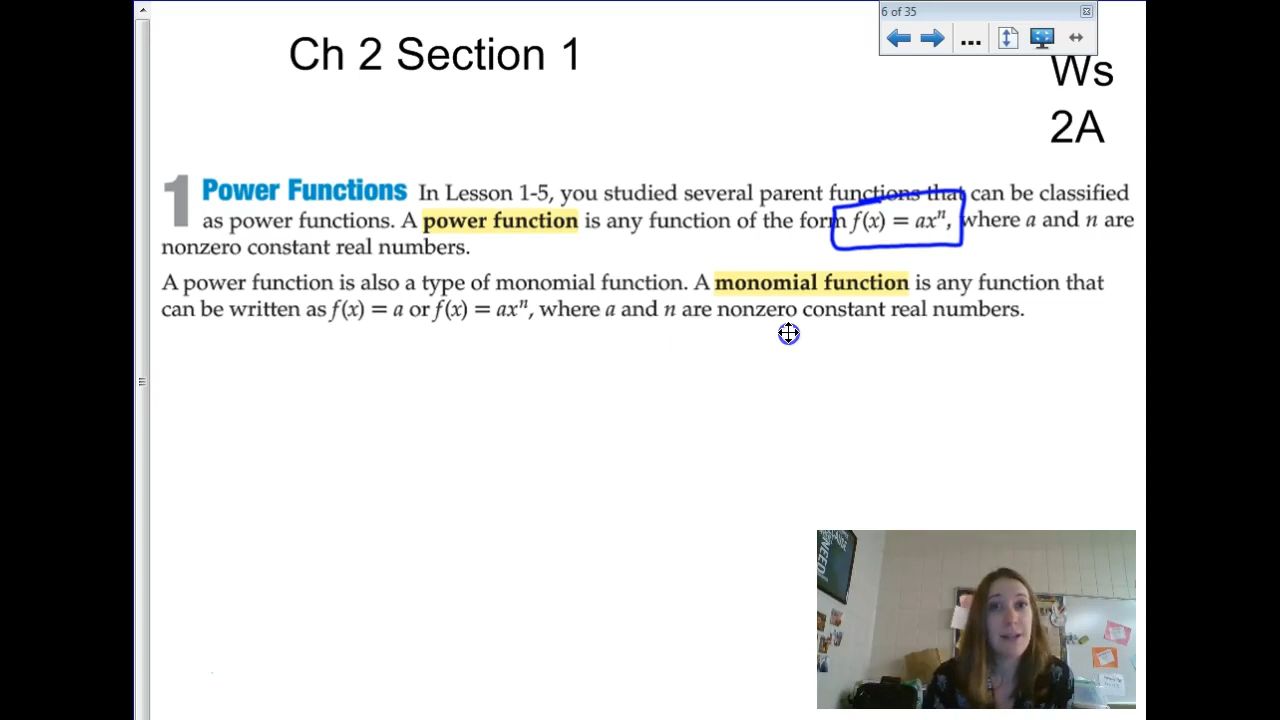 6 of 35
Ch 2 Section 1
Ws
2A
1 Power Functions In Lesson 1-5, you studied several parent functions that can be classified
as power functions. A power function is any function of the form f(x) = axⁿ, where a and n are
nonzero constant real numbers.
A power function is also a type of monomial function. A monomial function is any function that
can be written as f(x) = a or f(x) = axⁿ, where a and n are nonzero constant real numbers.